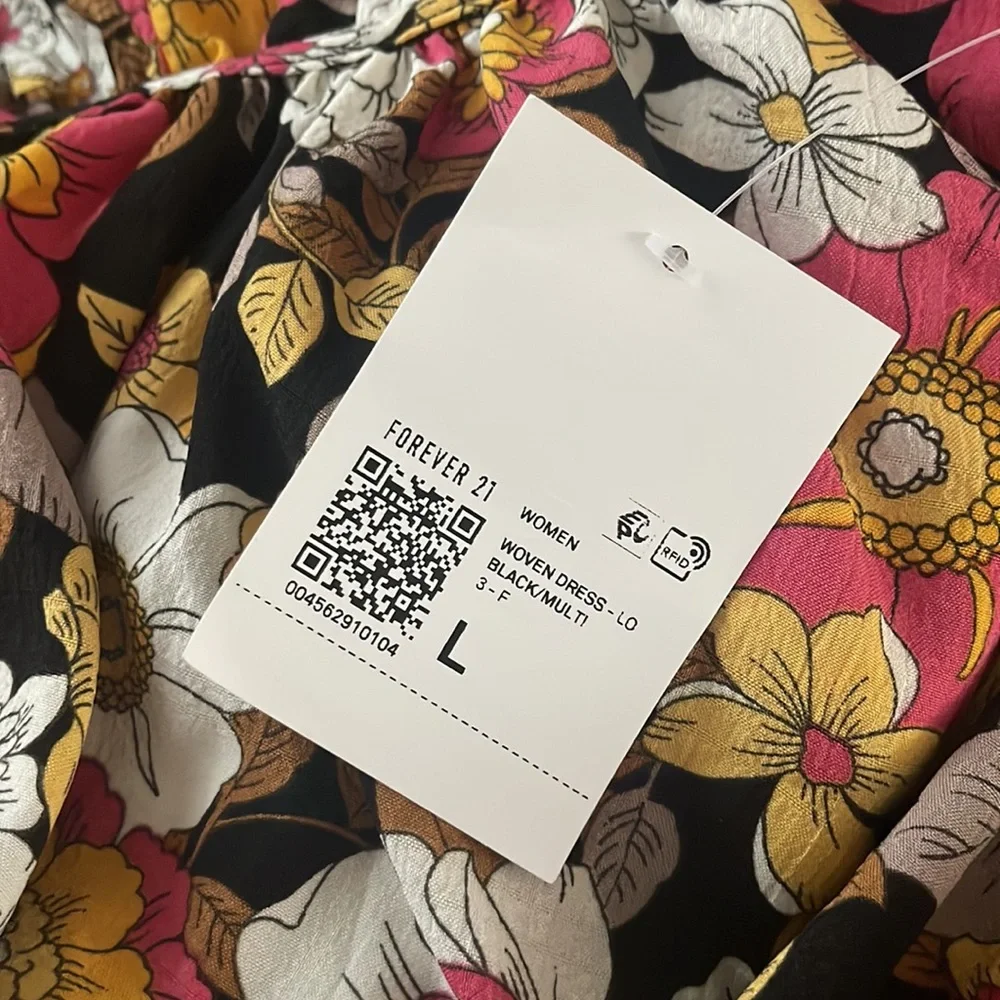 FOREVER 21
004562910104
L
WOMEN
WOVEN DRESS - LO
BLACK/MULTI
3 - F
RFID